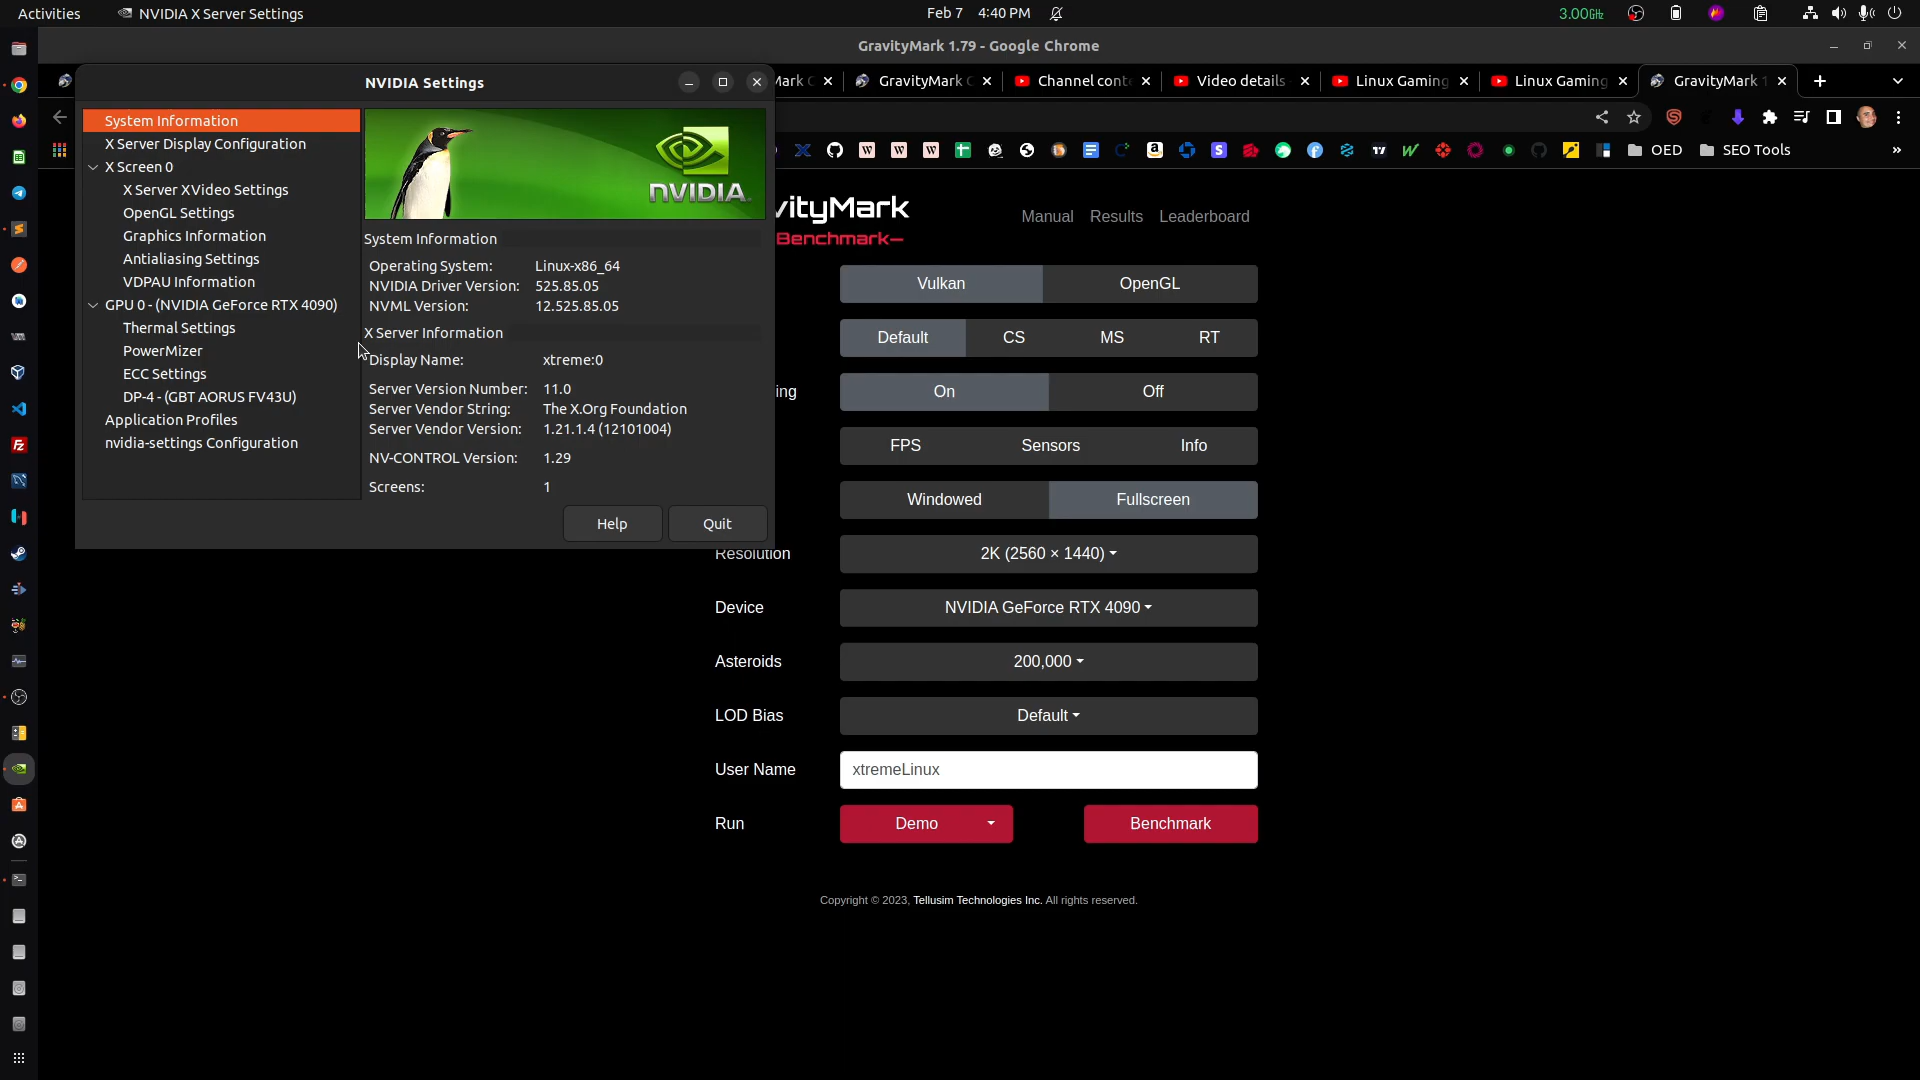 Activities
NVIDIA X Server Settings
Feb 7 4:40 PM
3.00GHz
GravityMark 1.79 - Google Chrome
NVIDIA Settings
GravityMark
Channel cont
Video details
Linux Gaming
Linux Gaming
GravityMark 1
OED
SEO Tools
System Information
X Server Display Configuration
X Screen 0
X Server XVideo Settings
OpenGL Settings
Graphics Information
Antialiasing Settings
VDPAU Information
GPU 0 - (NVIDIA GeForce RTX 4090)
Thermal Settings
PowerMizer
ECC Settings
DP-4 - (GBT AORUS FV43U)
Application Profiles
nvidia-settings Configuration
NVIDIA.
System Information
Operating System: Linux-x86_64
NVIDIA Driver Version: 525.85.05
NVML Version: 12.525.85.05
X Server Information
Display Name: xtreme:0
Server Version Number: 11.0
Server Vendor String: The X.Org Foundation
Server Vendor Version: 1.21.1.4 (12101004)
NV-CONTROL Version: 1.29
Screens: 1
Help
Quit
vityMark
Benchmark—
Manual
Results
Leaderboard
Vulkan
OpenGL
Default
CS
MS
RT
ing
On
Off
FPS
Sensors
Info
Windowed
Fullscreen
Resolution
2K (2560 × 1440)
Device
NVIDIA GeForce RTX 4090
Asteroids
200,000
LOD Bias
Default
User Name
xtremeLinux
Run
Demo
Benchmark
Copyright © 2023, Tellusim Technologies Inc. All rights reserved.